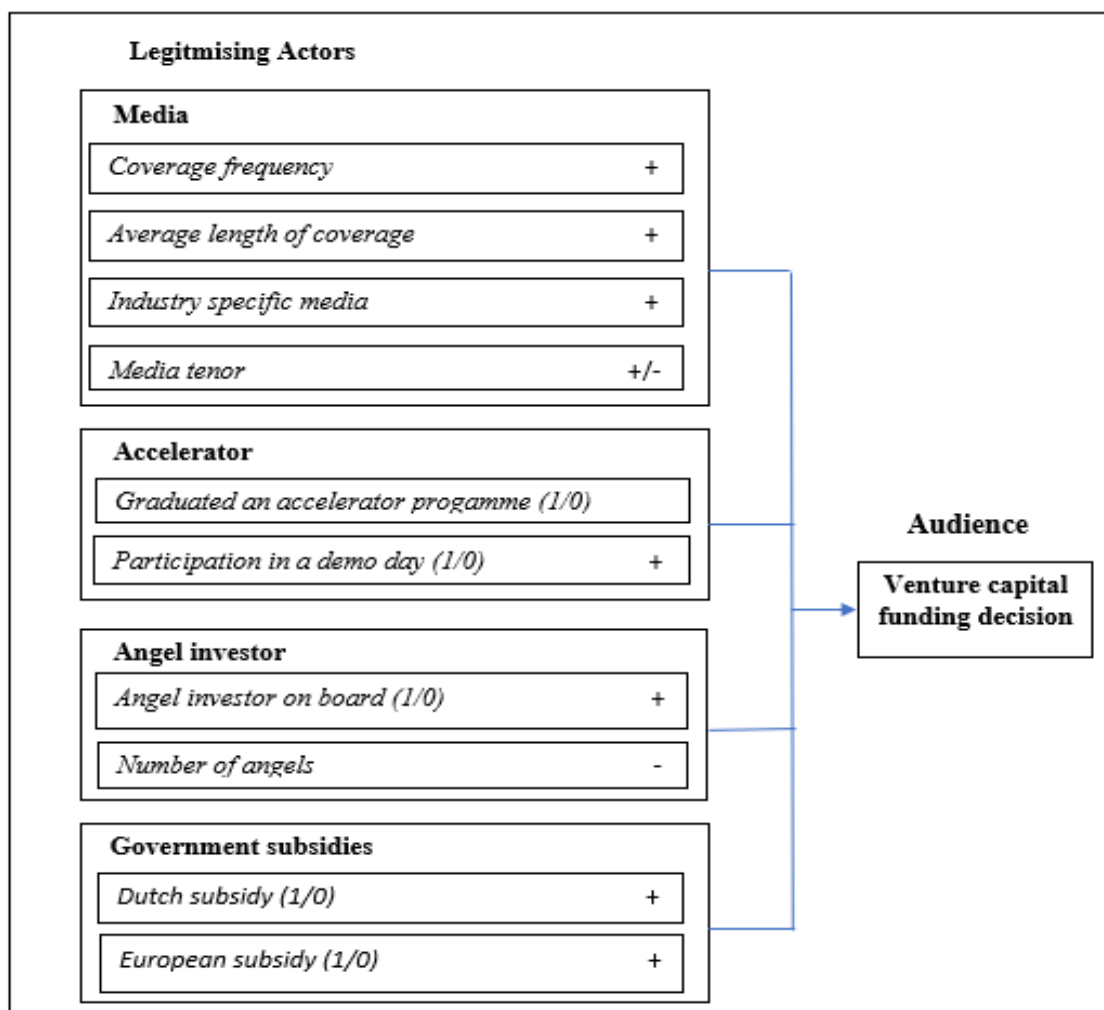 Legitmising Actors
Media
Coverage frequency +
Average length of coverage +
Industry specific media +
Media tenor +/-
Accelerator
Graduated an accelerator progamme (1/0)
Participation in a demo day (1/0) +
Angel investor
Angel investor on board (1/0) +
Number of angels -
Government subsidies
Dutch subsidy (1/0) +
European subsidy (1/0) +
Audience
Venture capital
funding decision